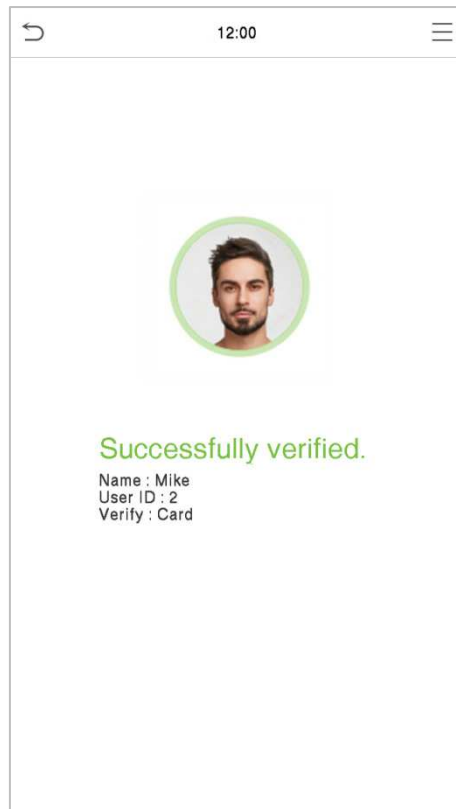 12:00
Successfully verified.
Name : Mike
User ID : 2
Verify : Card